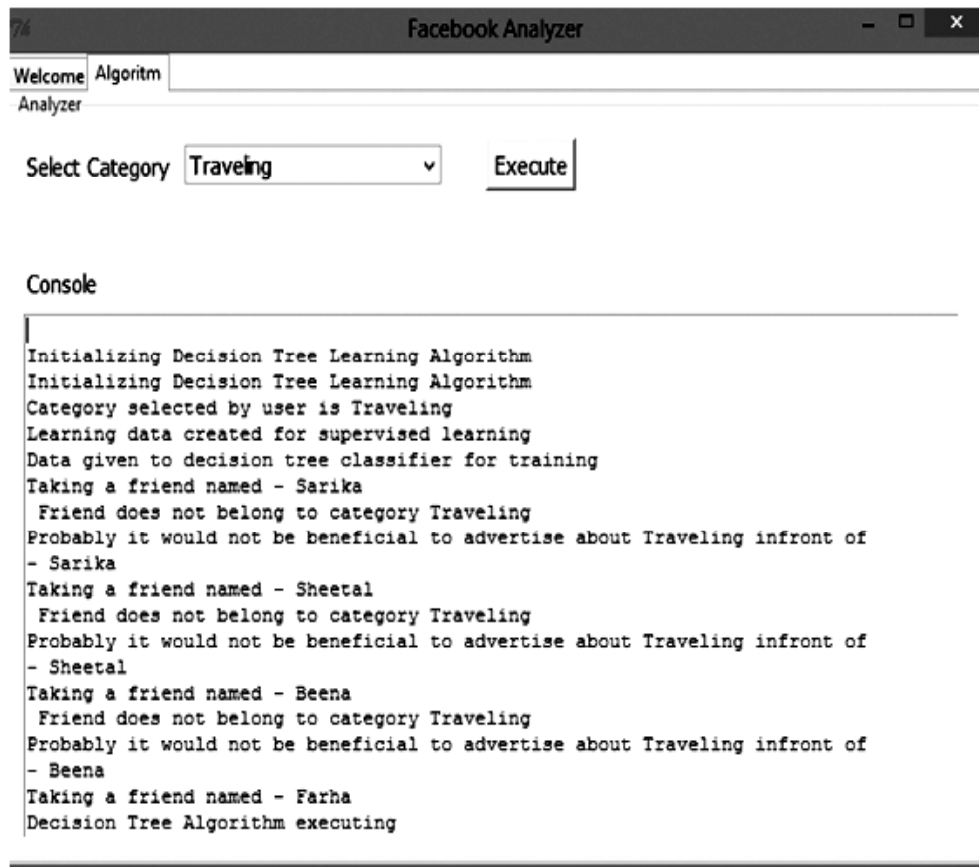 Facebook Analyzer
Welcome Algoritm
Analyzer
Select Category Traveling Execute
Console
Initializing Decision Tree Learning Algorithm
Initializing Decision Tree Learning Algorithm
Category selected by user is Traveling
Learning data created for supervised learning
Data given to decision tree classifier for training
Taking a friend named - Sarika
Friend does not belong to category Traveling
Probably it would not be beneficial to advertise about Traveling infront of
- Sarika
Taking a friend named - Sheetal
Friend does not belong to category Traveling
Probably it would not be beneficial to advertise about Traveling infront of
- Sheetal
Taking a friend named - Beena
Friend does not belong to category Traveling
Probably it would not be beneficial to advertise about Traveling infront of
- Beena
Taking a friend named - Farha
Decision Tree Algorithm executing